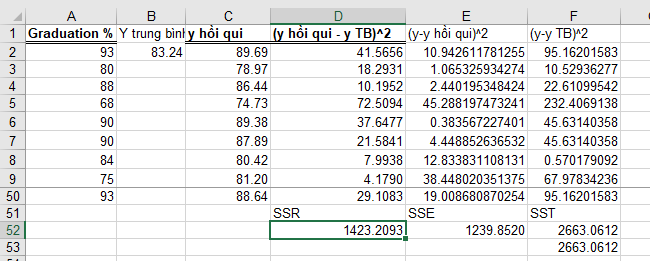 A B C D E F
1 Graduation % Y trung bình y hồi qui (y hồi qui - y TB)^2 (y-y hồi qui)^2 (y-y TB)^2
2 93 83.24 89.69 41.5656 10.942611781255 95.16201583
3 80 78.97 18.2931 1.065325934274 10.52936277
4 88 86.44 10.1952 2.440195348424 22.61099542
5 68 74.73 72.5094 45.288197473241 232.4069138
6 90 89.38 37.6477 0.383567227401 45.63140358
7 90 87.89 21.5841 4.448852636532 45.63140358
8 84 80.42 7.9938 12.833831108131 0.570179092
9 75 81.20 4.1790 38.448020351375 67.97834236
50 93 88.64 29.1083 19.008680870254 95.16201583
51 SSR SSE SST
52 1423.2093 1239.8520 2663.0612
53 2663.0612